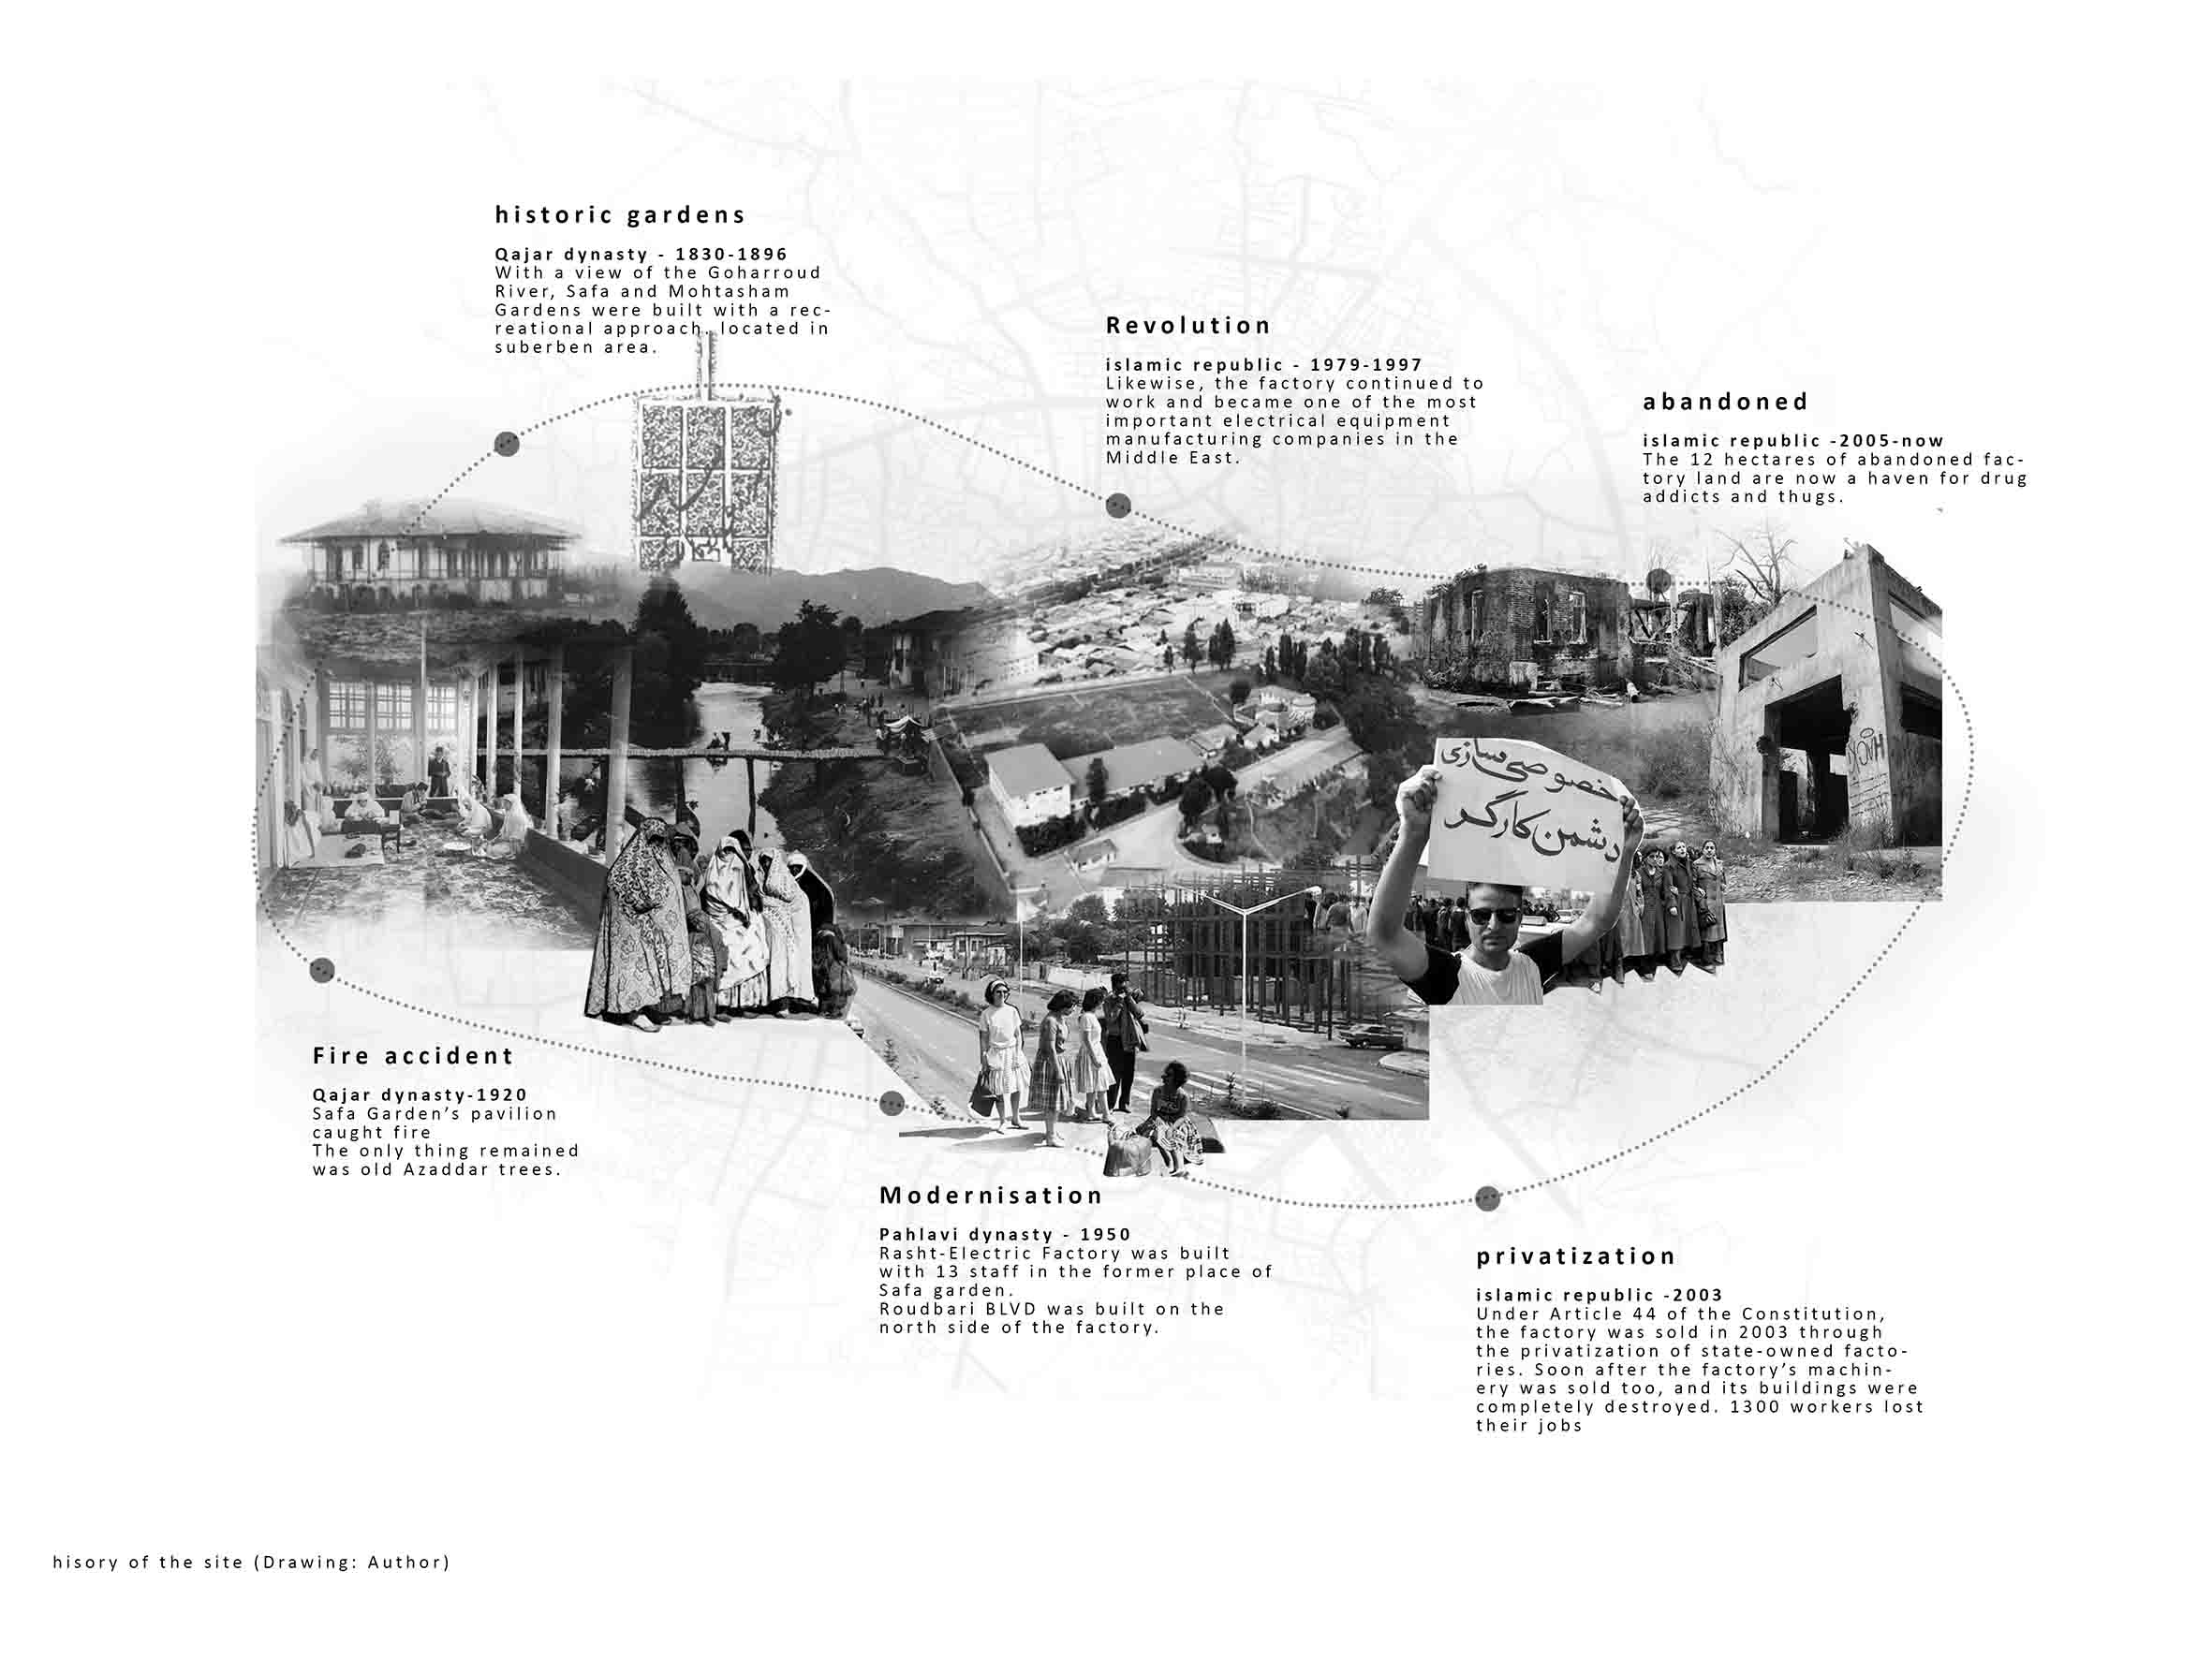 historic gardens
Qajar dynasty - 1830-1896
With a view of the Goharroud
River, Safa and Mohtasham
Gardens were built with a rec-
reational approach, located in
suberben area.
Revolution
islamic republic - 1979-1997
Likewise, the factory continued to
work and became one of the most
important electrical equipment
manufacturing companies in the
Middle East.
abandoned
islamic republic -2005-now
The 12 hectares of abandoned fac-
tory land are now a haven for drug
addicts and thugs.
خصوصی‌سازی
دشمن کارگر
Fire accident
Qajar dynasty-1920
Safa Garden’s pavilion
caught fire
The only thing remained
was old Azaddar trees.
Modernisation
Pahlavi dynasty - 1950
Rasht-Electric Factory was built
with 13 staff in the former place of
Safa garden.
Roudbari BLVD was built on the
north side of the factory.
privatization
islamic republic -2003
Under Article 44 of the Constitution,
the factory was sold in 2003 through
the privatization of state-owned facto-
ries. Soon after the factory’s machin-
ery was sold too, and its buildings were
completely destroyed. 1300 workers lost
their jobs
hisory of the site (Drawing: Author)